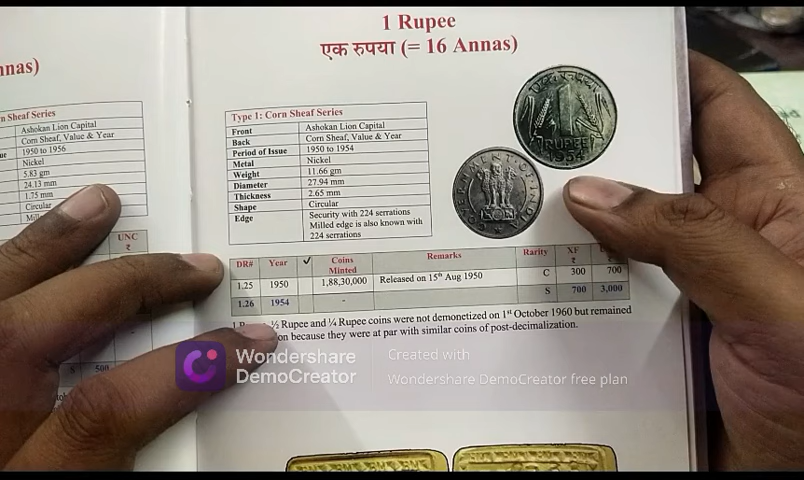 1 Rupee
एक रुपया (= 16 Annas)
nnas)
n Sheaf Series
Ashokan Lion Capital
Corn Sheaf, Value & Year
1950 to 1956
Nickel
5.83 gm
24.13 mm
1.75 mm
Circular
UNC
₹
S 500
Type 1: Corn Sheaf Series
Front Ashokan Lion Capital
Back Corn Sheaf, Value & Year
Period of Issue 1950 to 1954
Metal Nickel
Weight 11.66 gm
Diameter 27.94 mm
Thickness 2.65 mm
Shape Circular
Edge Security with 224 serrations
Milled edge is also known with
224 serrations
1
RUPEE
1954
GOVERNMENT OF INDIA
DR# Year ✓ Coins Minted Remarks Rarity XF ₹
1.25 1950 1,88,30,000 Released on 15th Aug 1950 C 300 700
1.26 1954 - S 700 3,000
½ Rupee and ¼ Rupee coins were not demonetized on 1st October 1960 but remained
on because they were at par with similar coins of post-decimalization.
Wondershare
DemoCreator
Created with
Wondershare DemoCreator free plan